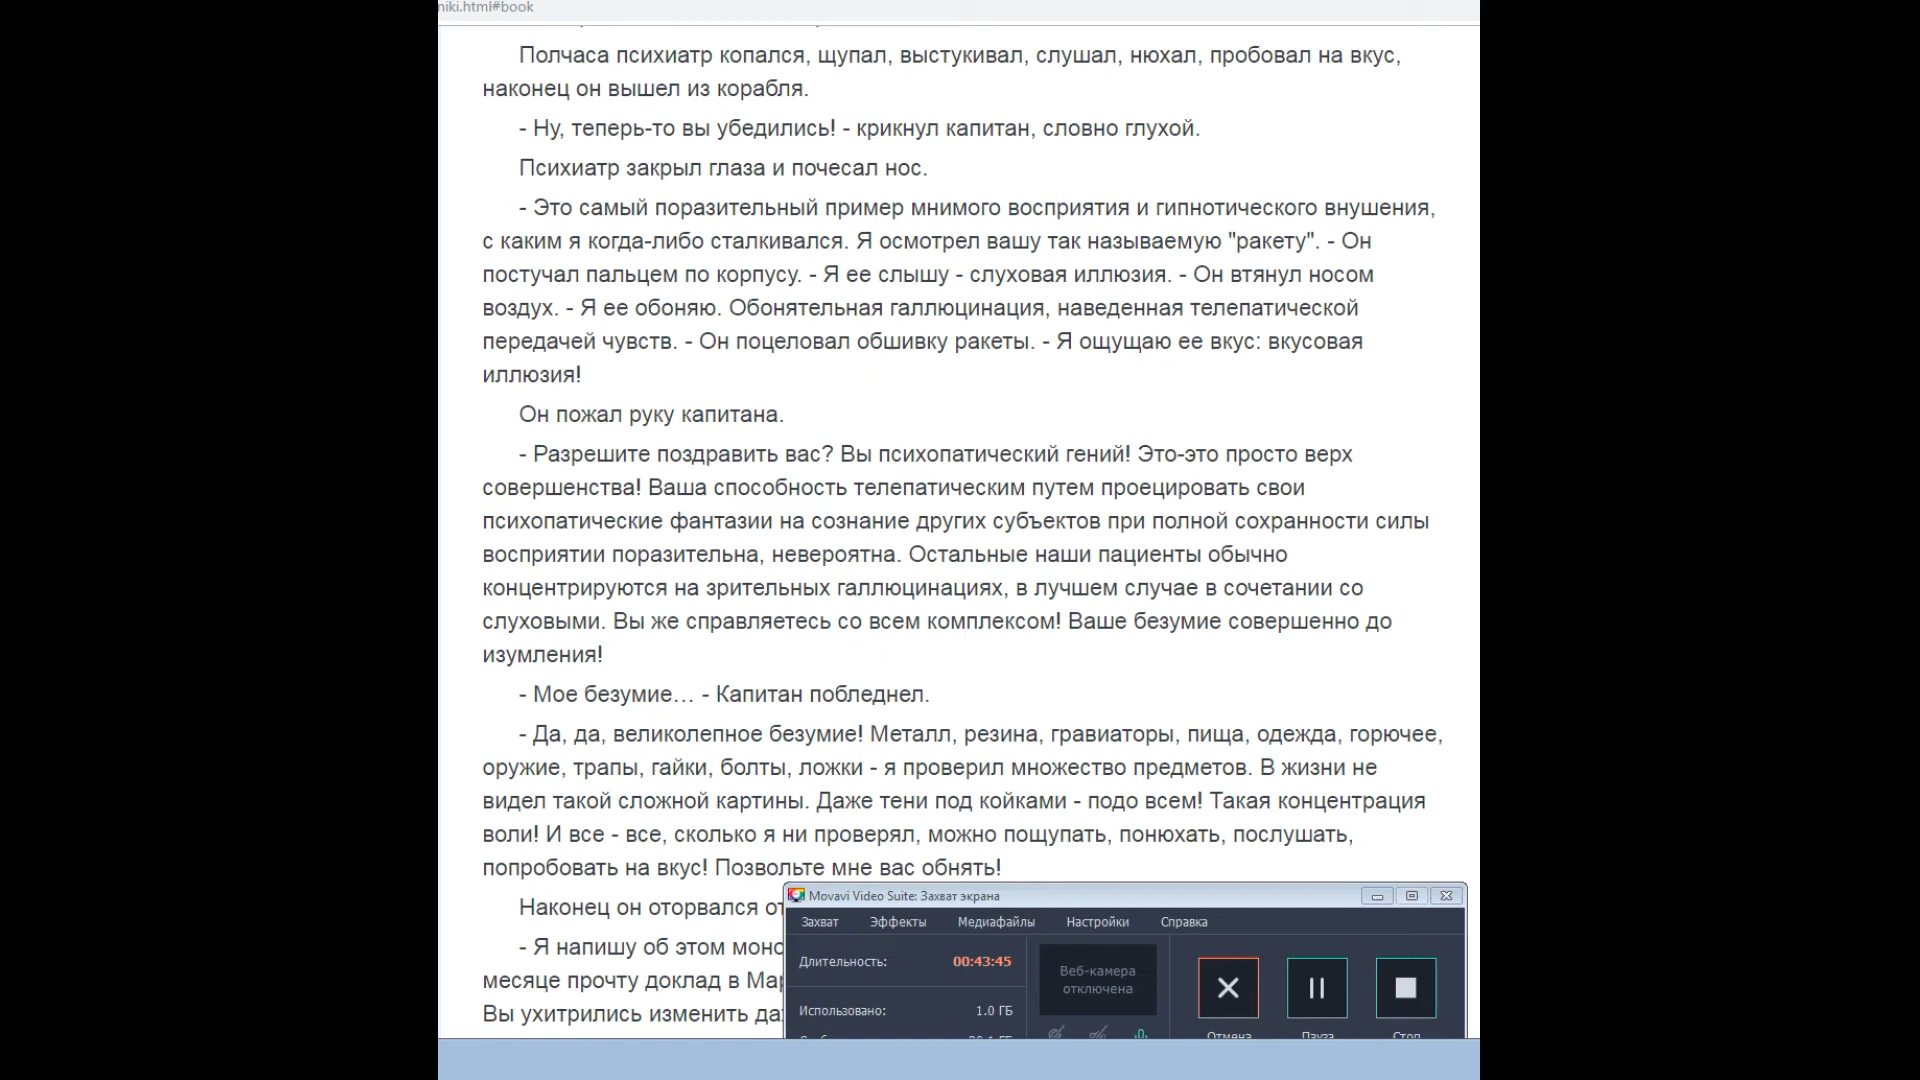 niki.html#book
Полчаса психиатр копался, щупал, выстукивал, слушал, нюхал, пробовал на вкус,
наконец он вышел из корабля.
- Ну, теперь-то вы убедились! - крикнул капитан, словно глухой.
Психиатр закрыл глаза и почесал нос.
- Это самый поразительный пример мнимого восприятия и гипнотического внушения,
с каким я когда-либо сталкивался. Я осмотрел вашу так называемую "ракету". - Он
постучал пальцем по корпусу. - Я ее слышу - слуховая иллюзия. - Он втянул носом
воздух. - Я ее обоняю. Обонятельная галлюцинация, наведенная телепатической
передачей чувств. - Он поцеловал обшивку ракеты. - Я ощущаю ее вкус: вкусовая
иллюзия!
Он пожал руку капитана.
- Разрешите поздравить вас? Вы психопатический гений! Это-это просто верх
совершенства! Ваша способность телепатическим путем проецировать свои
психопатические фантазии на сознание других субъектов при полной сохранности силы
восприятии поразительна, невероятна. Остальные наши пациенты обычно
концентрируются на зрительных галлюцинациях, в лучшем случае в сочетании со
слуховыми. Вы же справляетесь со всем комплексом! Ваше безумие совершенно до
изумления!
- Мое безумие… - Капитан побледнел.
- Да, да, великолепное безумие! Металл, резина, гравиаторы, пища, одежда, горючее,
оружие, трапы, гайки, болты, ложки - я проверил множество предметов. В жизни не
видел такой сложной картины. Даже тени под койками - подо всем! Такая концентрация
воли! И все - все, сколько я ни проверял, можно пощупать, понюхать, послушать,
попробовать на вкус! Позвольте мне вас обнять!
Наконец он оторвался от
- Я напишу об этом моно
месяце прочту доклад в Мар
Вы ухитрились изменить да
Movavi Video Suite: Захват экрана
Захват Эффекты Медиафайлы Настройки Справка
Длительность: 00:43:45
Веб-камера
отключена
Использовано: 1.0 ГБ
Отмена Пауза Стоп